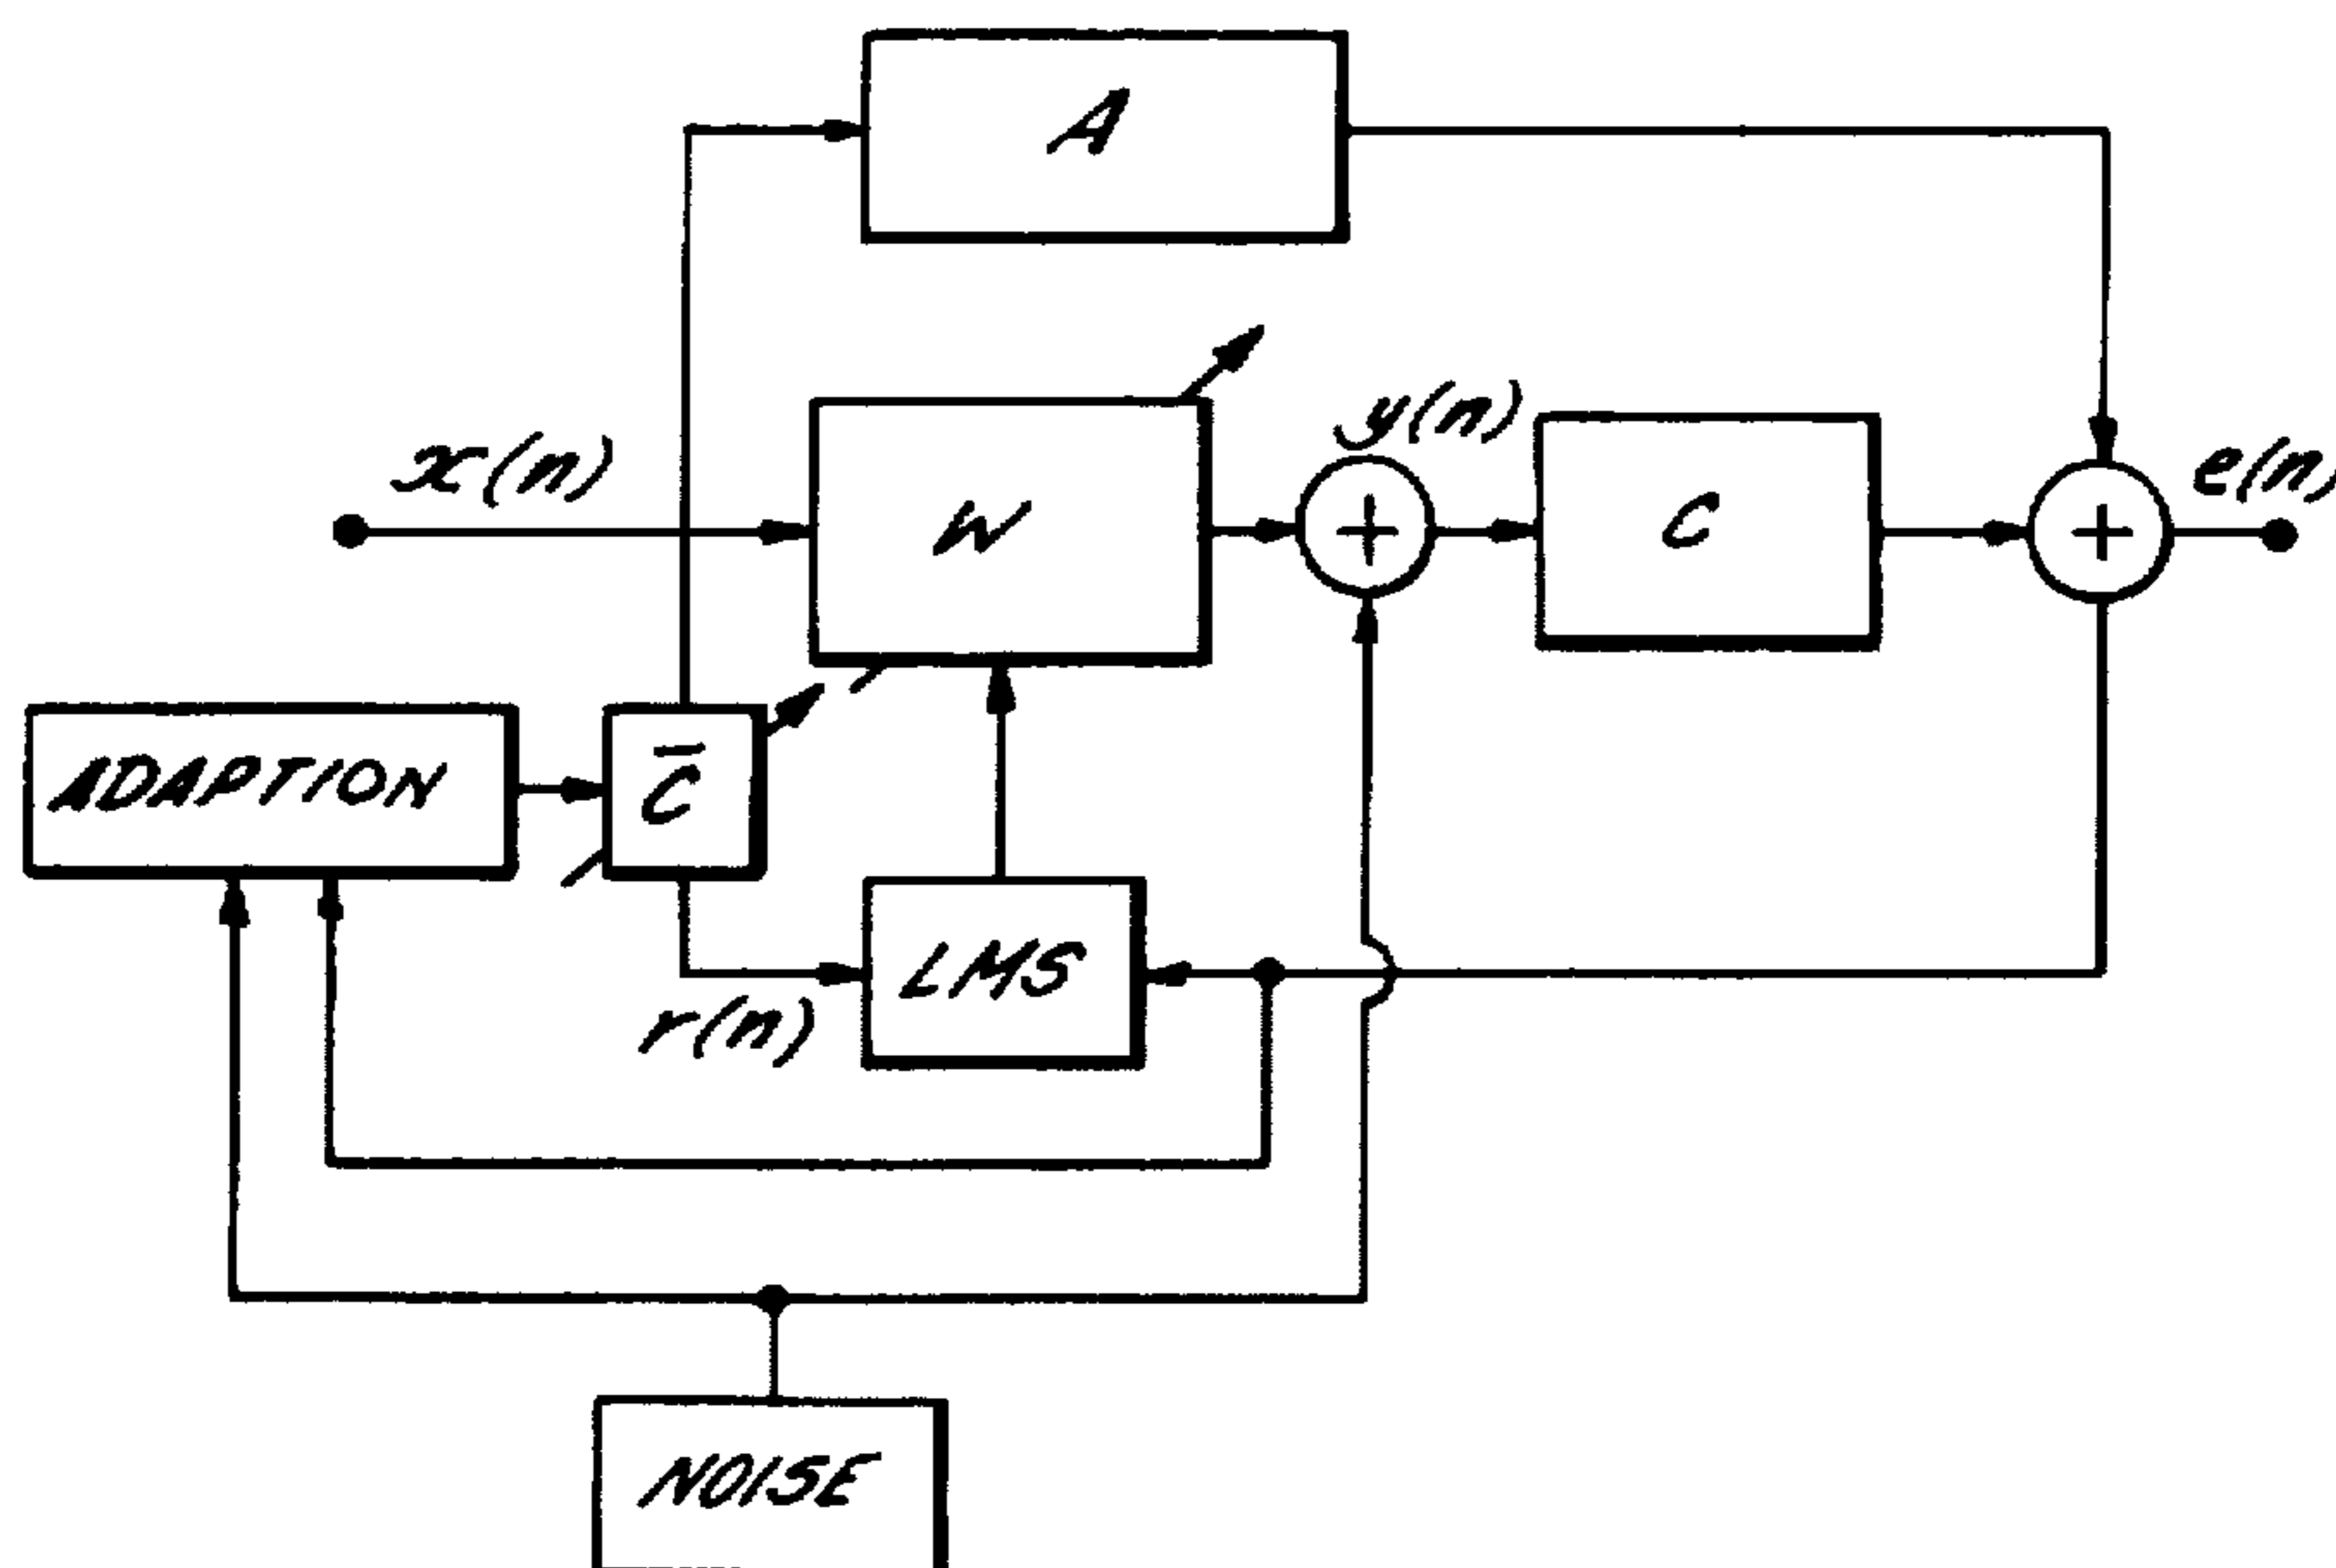 A
x(n)
W
+
y(n)
C
+
e(n)
ADAPTION
C̅
LMS
r(n)
NOISE